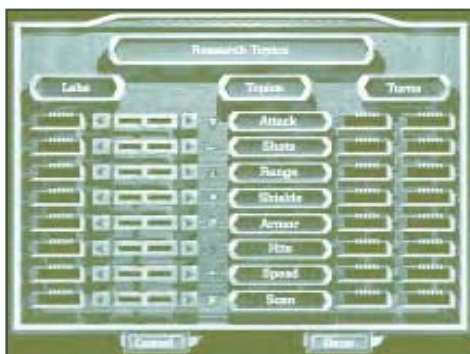 Research Topics
Labs Topics Turns
Attack
Shots
Range
Shields
Armor
Hits
Speed
Scan
Cancel Done